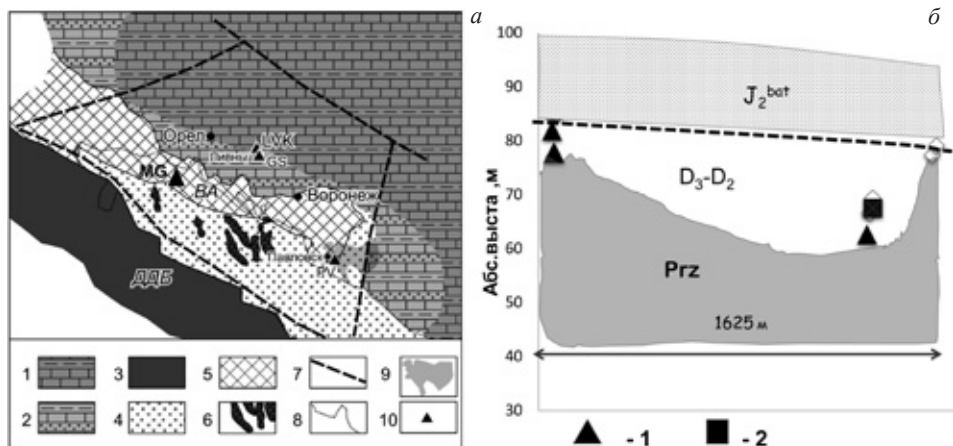 а
Орел
LVK
Ливны
GS
MG
ВА
Воронеж
Павловск
PV
ДДБ
1 3 5 7 9
2 4 6 8 10
б
Абс.выста ,м
100
90
80
70
60
50
40
30
J₂ᵇᵃᵗ
D₃-D₂
Prz
1625 м
- 1 - 2